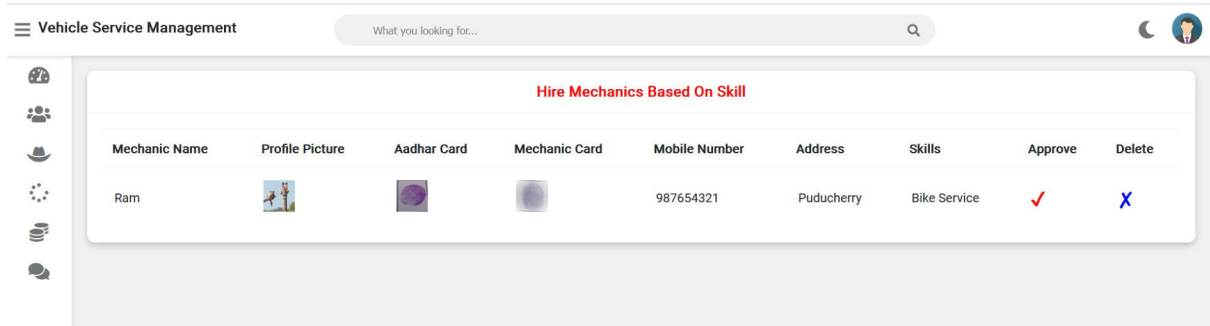 Vehicle Service Management
What you looking for...
Hire Mechanics Based On Skill
Mechanic Name Profile Picture Aadhar Card Mechanic Card Mobile Number Address Skills Approve Delete
Ram 987654321 Puducherry Bike Service ✓ ✗